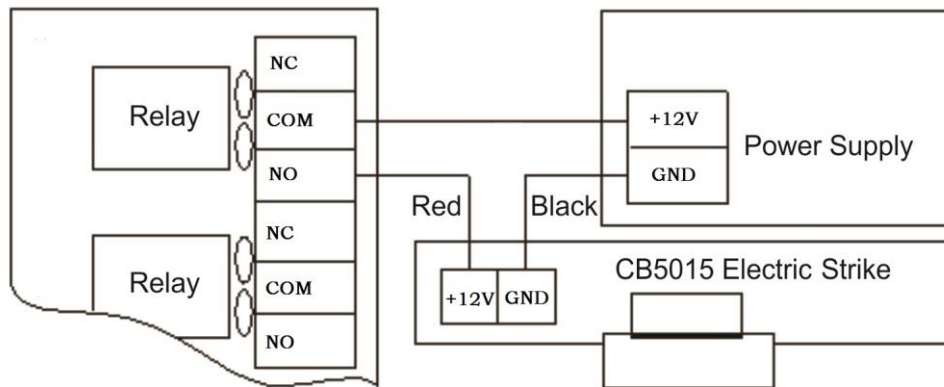 NC
Relay
COM
NO
+12V
GND
Power Supply
Red
Black
NC
Relay
COM
NO
CB5015 Electric Strike
+12V
GND